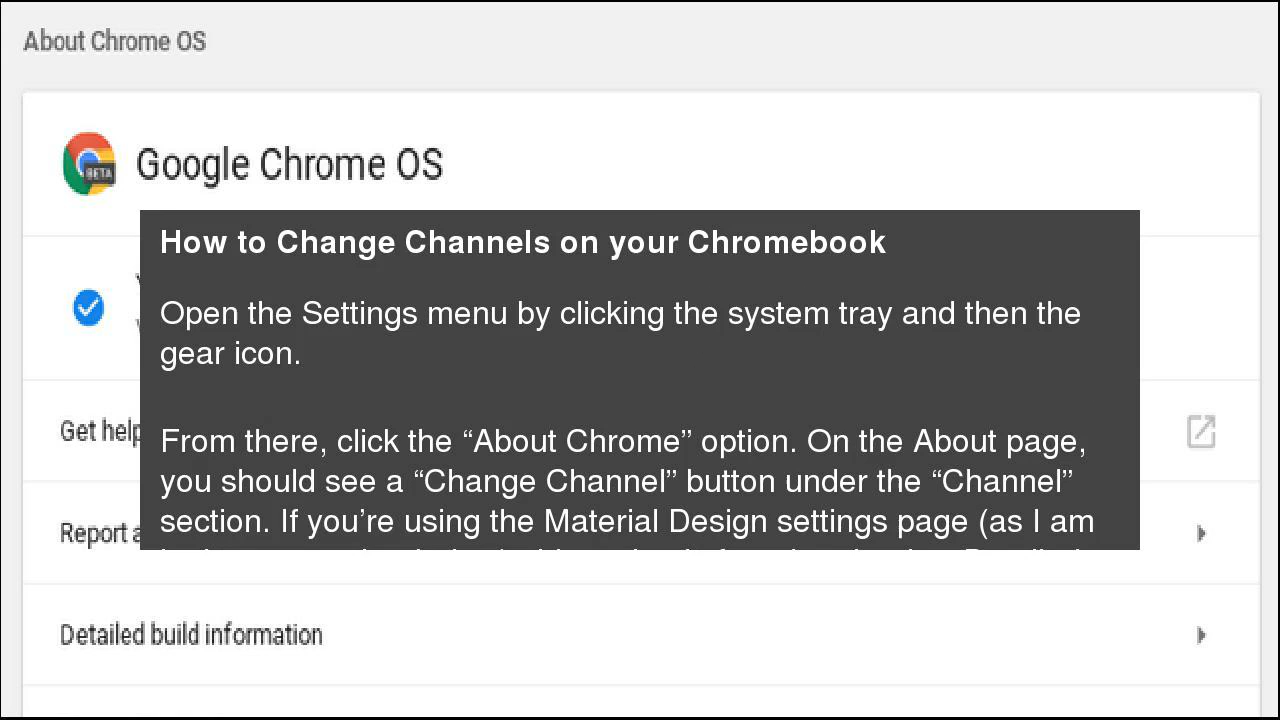 About Chrome OS
BETA
Google Chrome OS
How to Change Channels on your Chromebook
Open the Settings menu by clicking the system tray and then the
gear icon.
Get help
From there, click the “About Chrome” option. On the About page,
you should see a “Change Channel” button under the “Channel”
section. If you’re using the Material Design settings page (as I am
Report a
Detailed build information